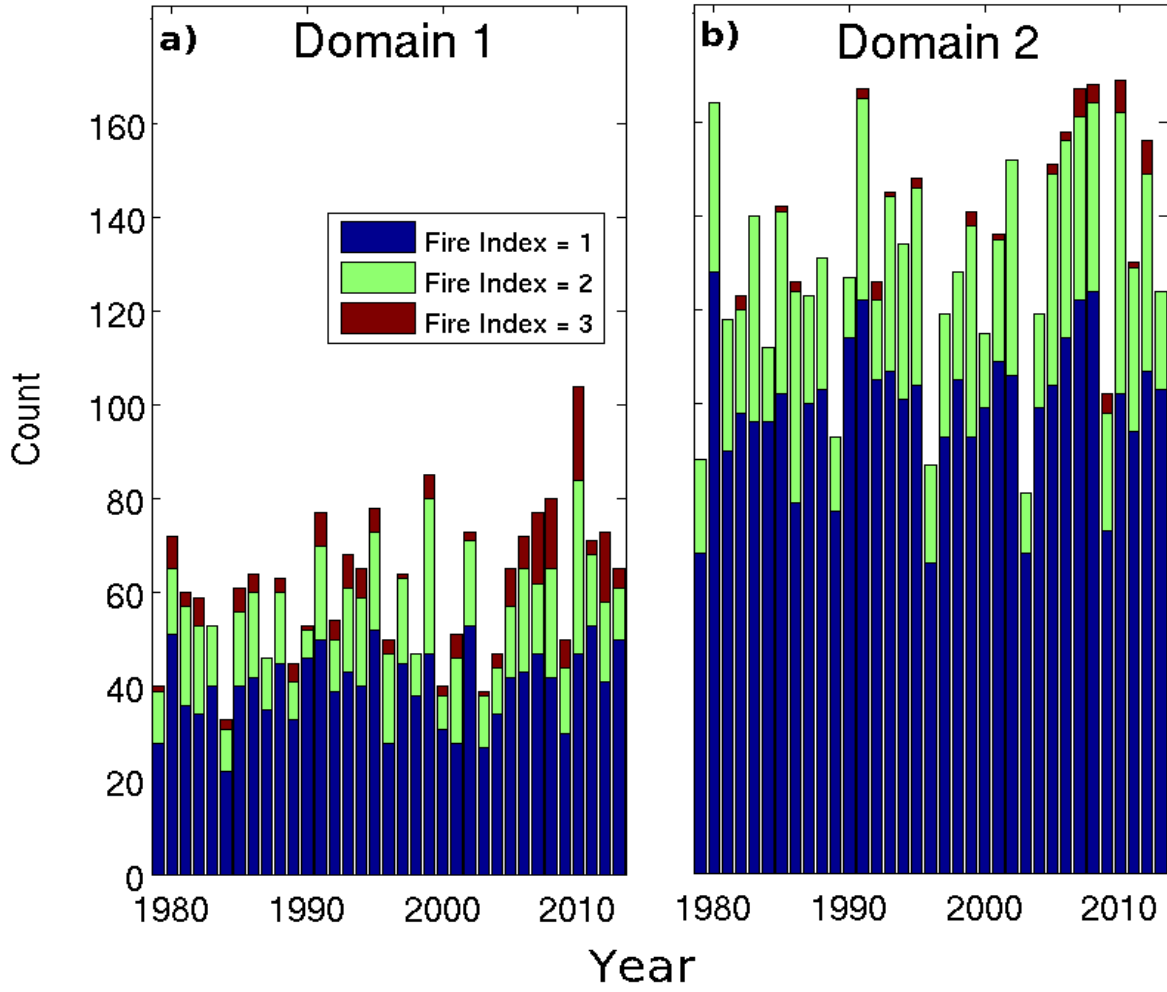 a) Domain 1
b) Domain 2
160
140
120
100
80
60
40
20
0
Fire Index = 1
Fire Index = 2
Fire Index = 3
Count
1980 1990 2000 2010
1980 1990 2000 2010
Year